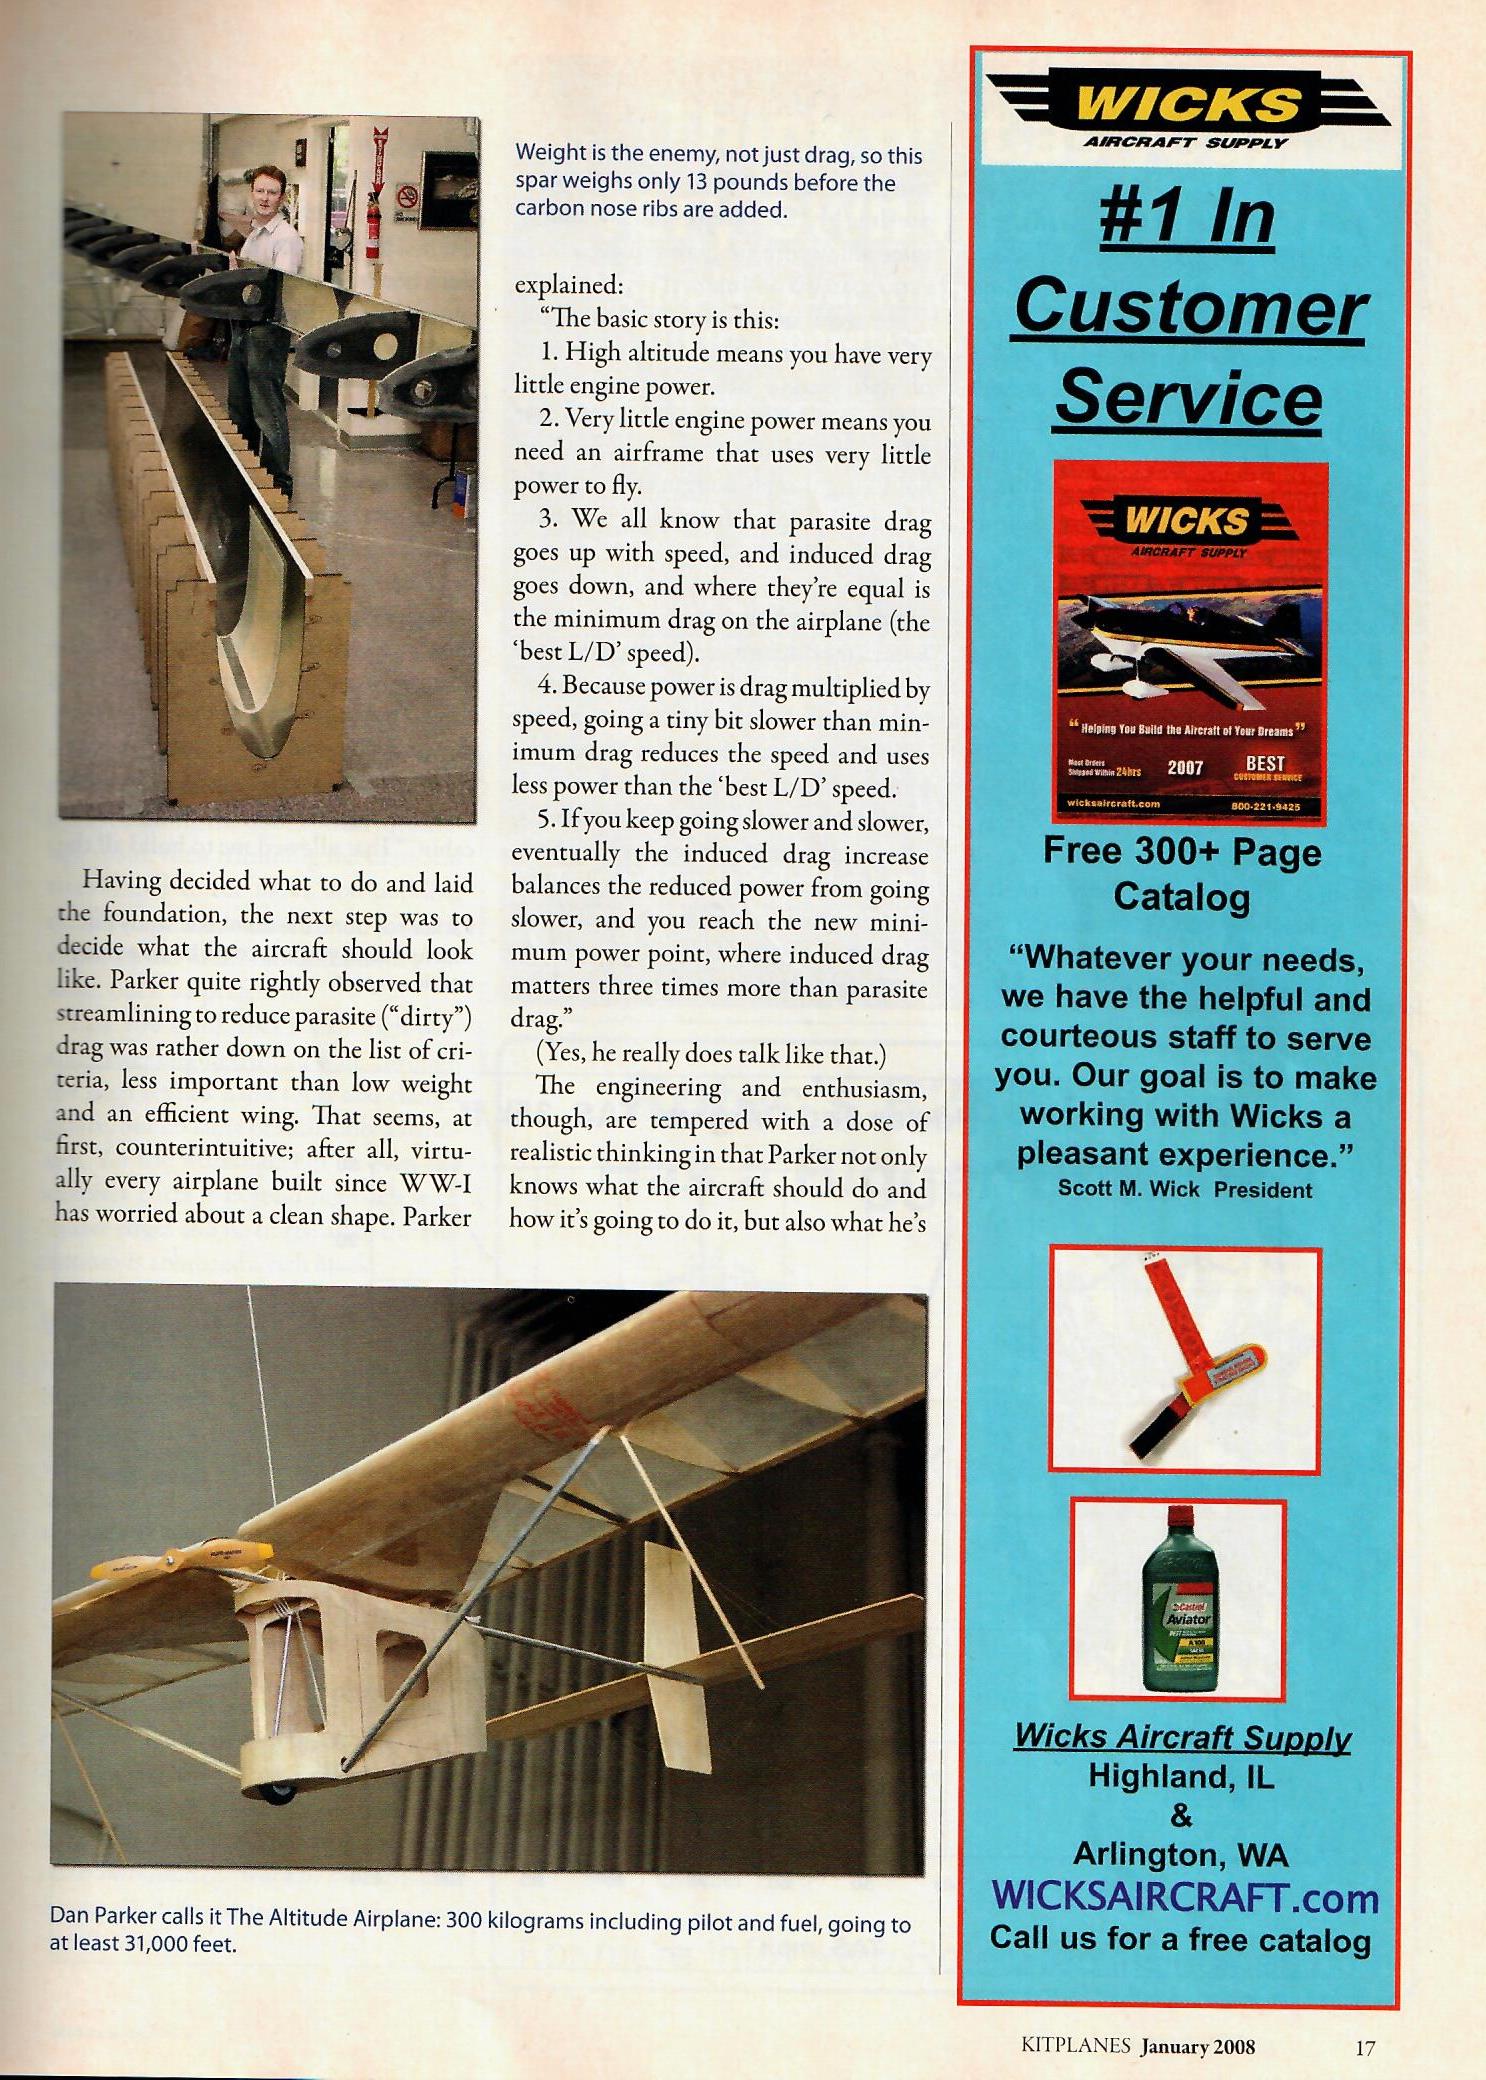 Weight is the enemy, not just drag, so this
spar weighs only 13 pounds before the
carbon nose ribs are added.
Having decided what to do and laid
the foundation, the next step was to
decide what the aircraft should look
like. Parker quite rightly observed that
streamlining to reduce parasite (“dirty”)
drag was rather down on the list of cri-
teria, less important than low weight
and an efficient wing. That seems, at
first, counterintuitive; after all, virtu-
ally every airplane built since WW-I
has worried about a clean shape. Parker
explained:
“The basic story is this:
1. High altitude means you have very
little engine power.
2. Very little engine power means you
need an airframe that uses very little
power to fly.
3. We all know that parasite drag
goes up with speed, and induced drag
goes down, and where they’re equal is
the minimum drag on the airplane (the
‘best L/D’ speed).
4. Because power is drag multiplied by
speed, going a tiny bit slower than min-
imum drag reduces the speed and uses
less power than the ‘best L/D’ speed.
5. If you keep going slower and slower,
eventually the induced drag increase
balances the reduced power from going
slower, and you reach the new mini-
mum power point, where induced drag
matters three times more than parasite
drag.”
(Yes, he really does talk like that.)
The engineering and enthusiasm,
though, are tempered with a dose of
realistic thinking in that Parker not only
knows what the aircraft should do and
how it’s going to do it, but also what he’s
Dan Parker calls it The Altitude Airplane: 300 kilograms including pilot and fuel, going to
at least 31,000 feet.
WICKS
AIRCRAFT SUPPLY
#1 In
Customer
Service
WICKS
AIRCRAFT SUPPLY
“Helping You Build the Aircraft of Your Dreams”
Most Orders
Shipped Within 24hrs
2007
BEST
CUSTOMER SERVICE
wicksaircraft.com
800-221-9425
Free 300+ Page
Catalog
“Whatever your needs,
we have the helpful and
courteous staff to serve
you. Our goal is to make
working with Wicks a
pleasant experience.”
Scott M. Wick President
Castrol
Aviator
Wicks Aircraft Supply
Highland, IL
&
Arlington, WA
WICKSAIRCRAFT.com
Call us for a free catalog
KITPLANES January 2008
17